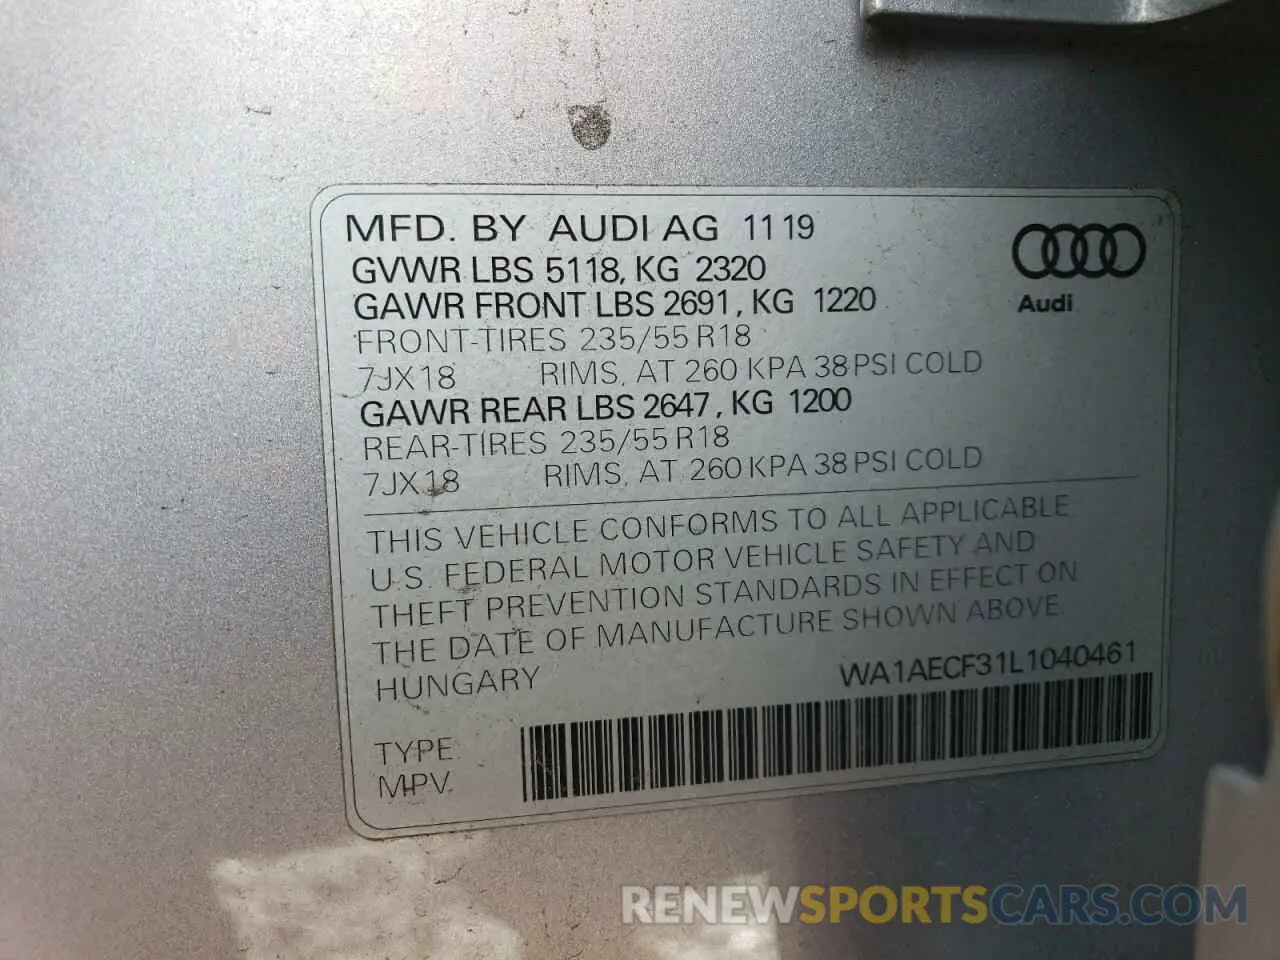 MFD. BY AUDI AG 11 19
GVWR LBS 5118, KG 2320
GAWR FRONT LBS 2691, KG 1220
FRONT-TIRES 235/55 R18
7JX18 RIMS, AT 260 KPA 38 PSI COLD
GAWR REAR LBS 2647, KG 1200
REAR-TIRES 235/55 R18
7JX18 RIMS, AT 260 KPA 38 PSI COLD
Audi
THIS VEHICLE CONFORMS TO ALL APPLICABLE
U.S. FEDERAL MOTOR VEHICLE SAFETY AND
THEFT PREVENTION STANDARDS IN EFFECT ON
THE DATE OF MANUFACTURE SHOWN ABOVE.
HUNGARY WA1AECF31L1040461
TYPE
MPV
RENEWSPORTSCARS.COM